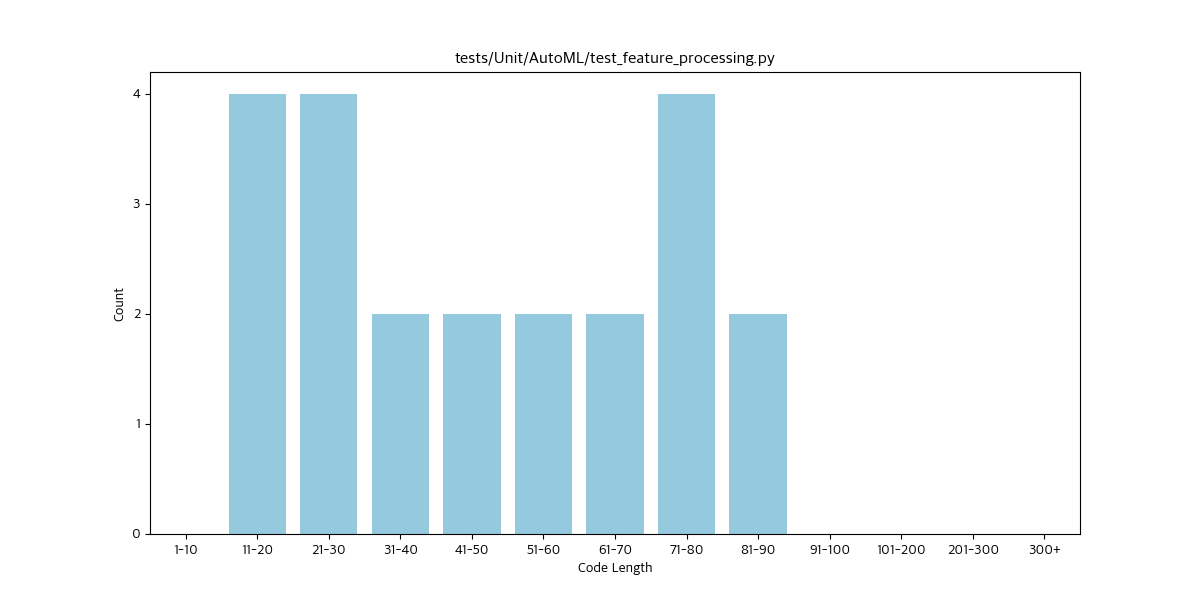 tests/Unit/AutoML/test_feature_processing.py
4
3
2
1
0
Count
1-10 11-20 21-30 31-40 41-50 51-60 61-70 71-80 81-90 91-100 101-200 201-300 300+
Code Length